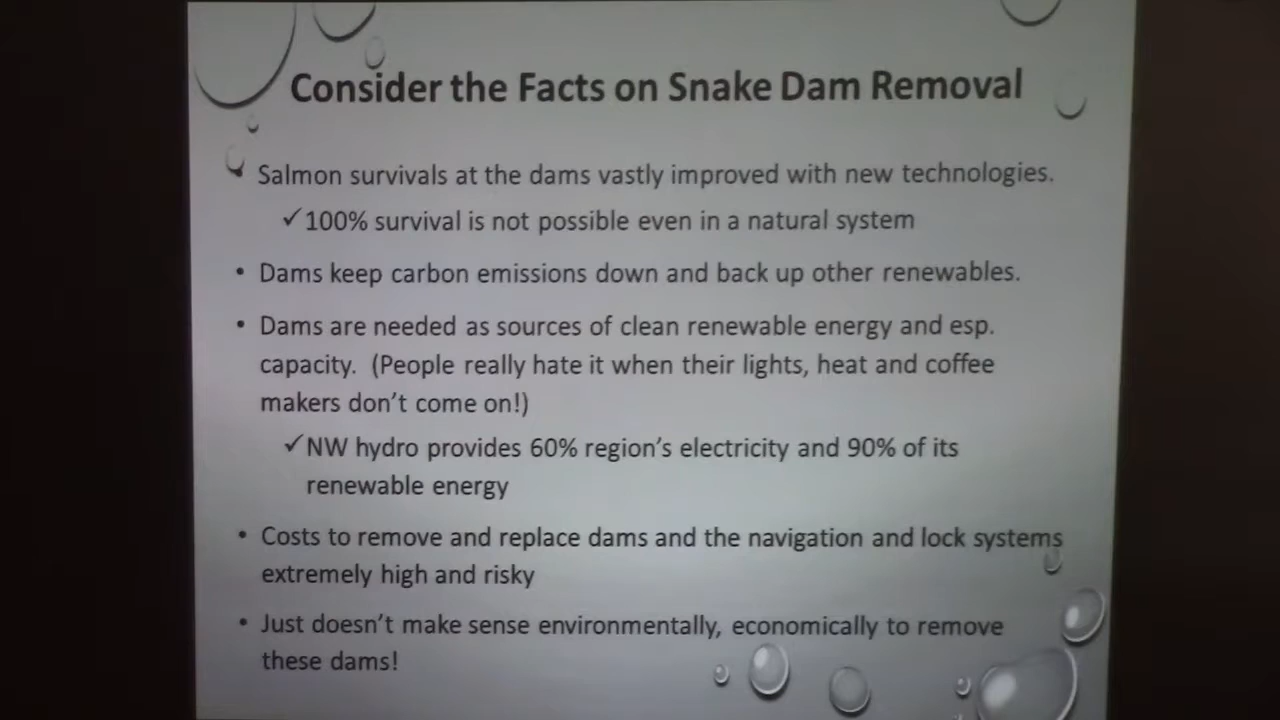 Consider the Facts on Snake Dam Removal
Salmon survivals at the dams vastly improved with new technologies.
✓100% survival is not possible even in a natural system
• Dams keep carbon emissions down and back up other renewables.
• Dams are needed as sources of clean renewable energy and esp.
capacity. (People really hate it when their lights, heat and coffee
makers don't come on!)
✓NW hydro provides 60% region's electricity and 90% of its
renewable energy
• Costs to remove and replace dams and the navigation and lock systems
extremely high and risky
• Just doesn't make sense environmentally, economically to remove
these dams!